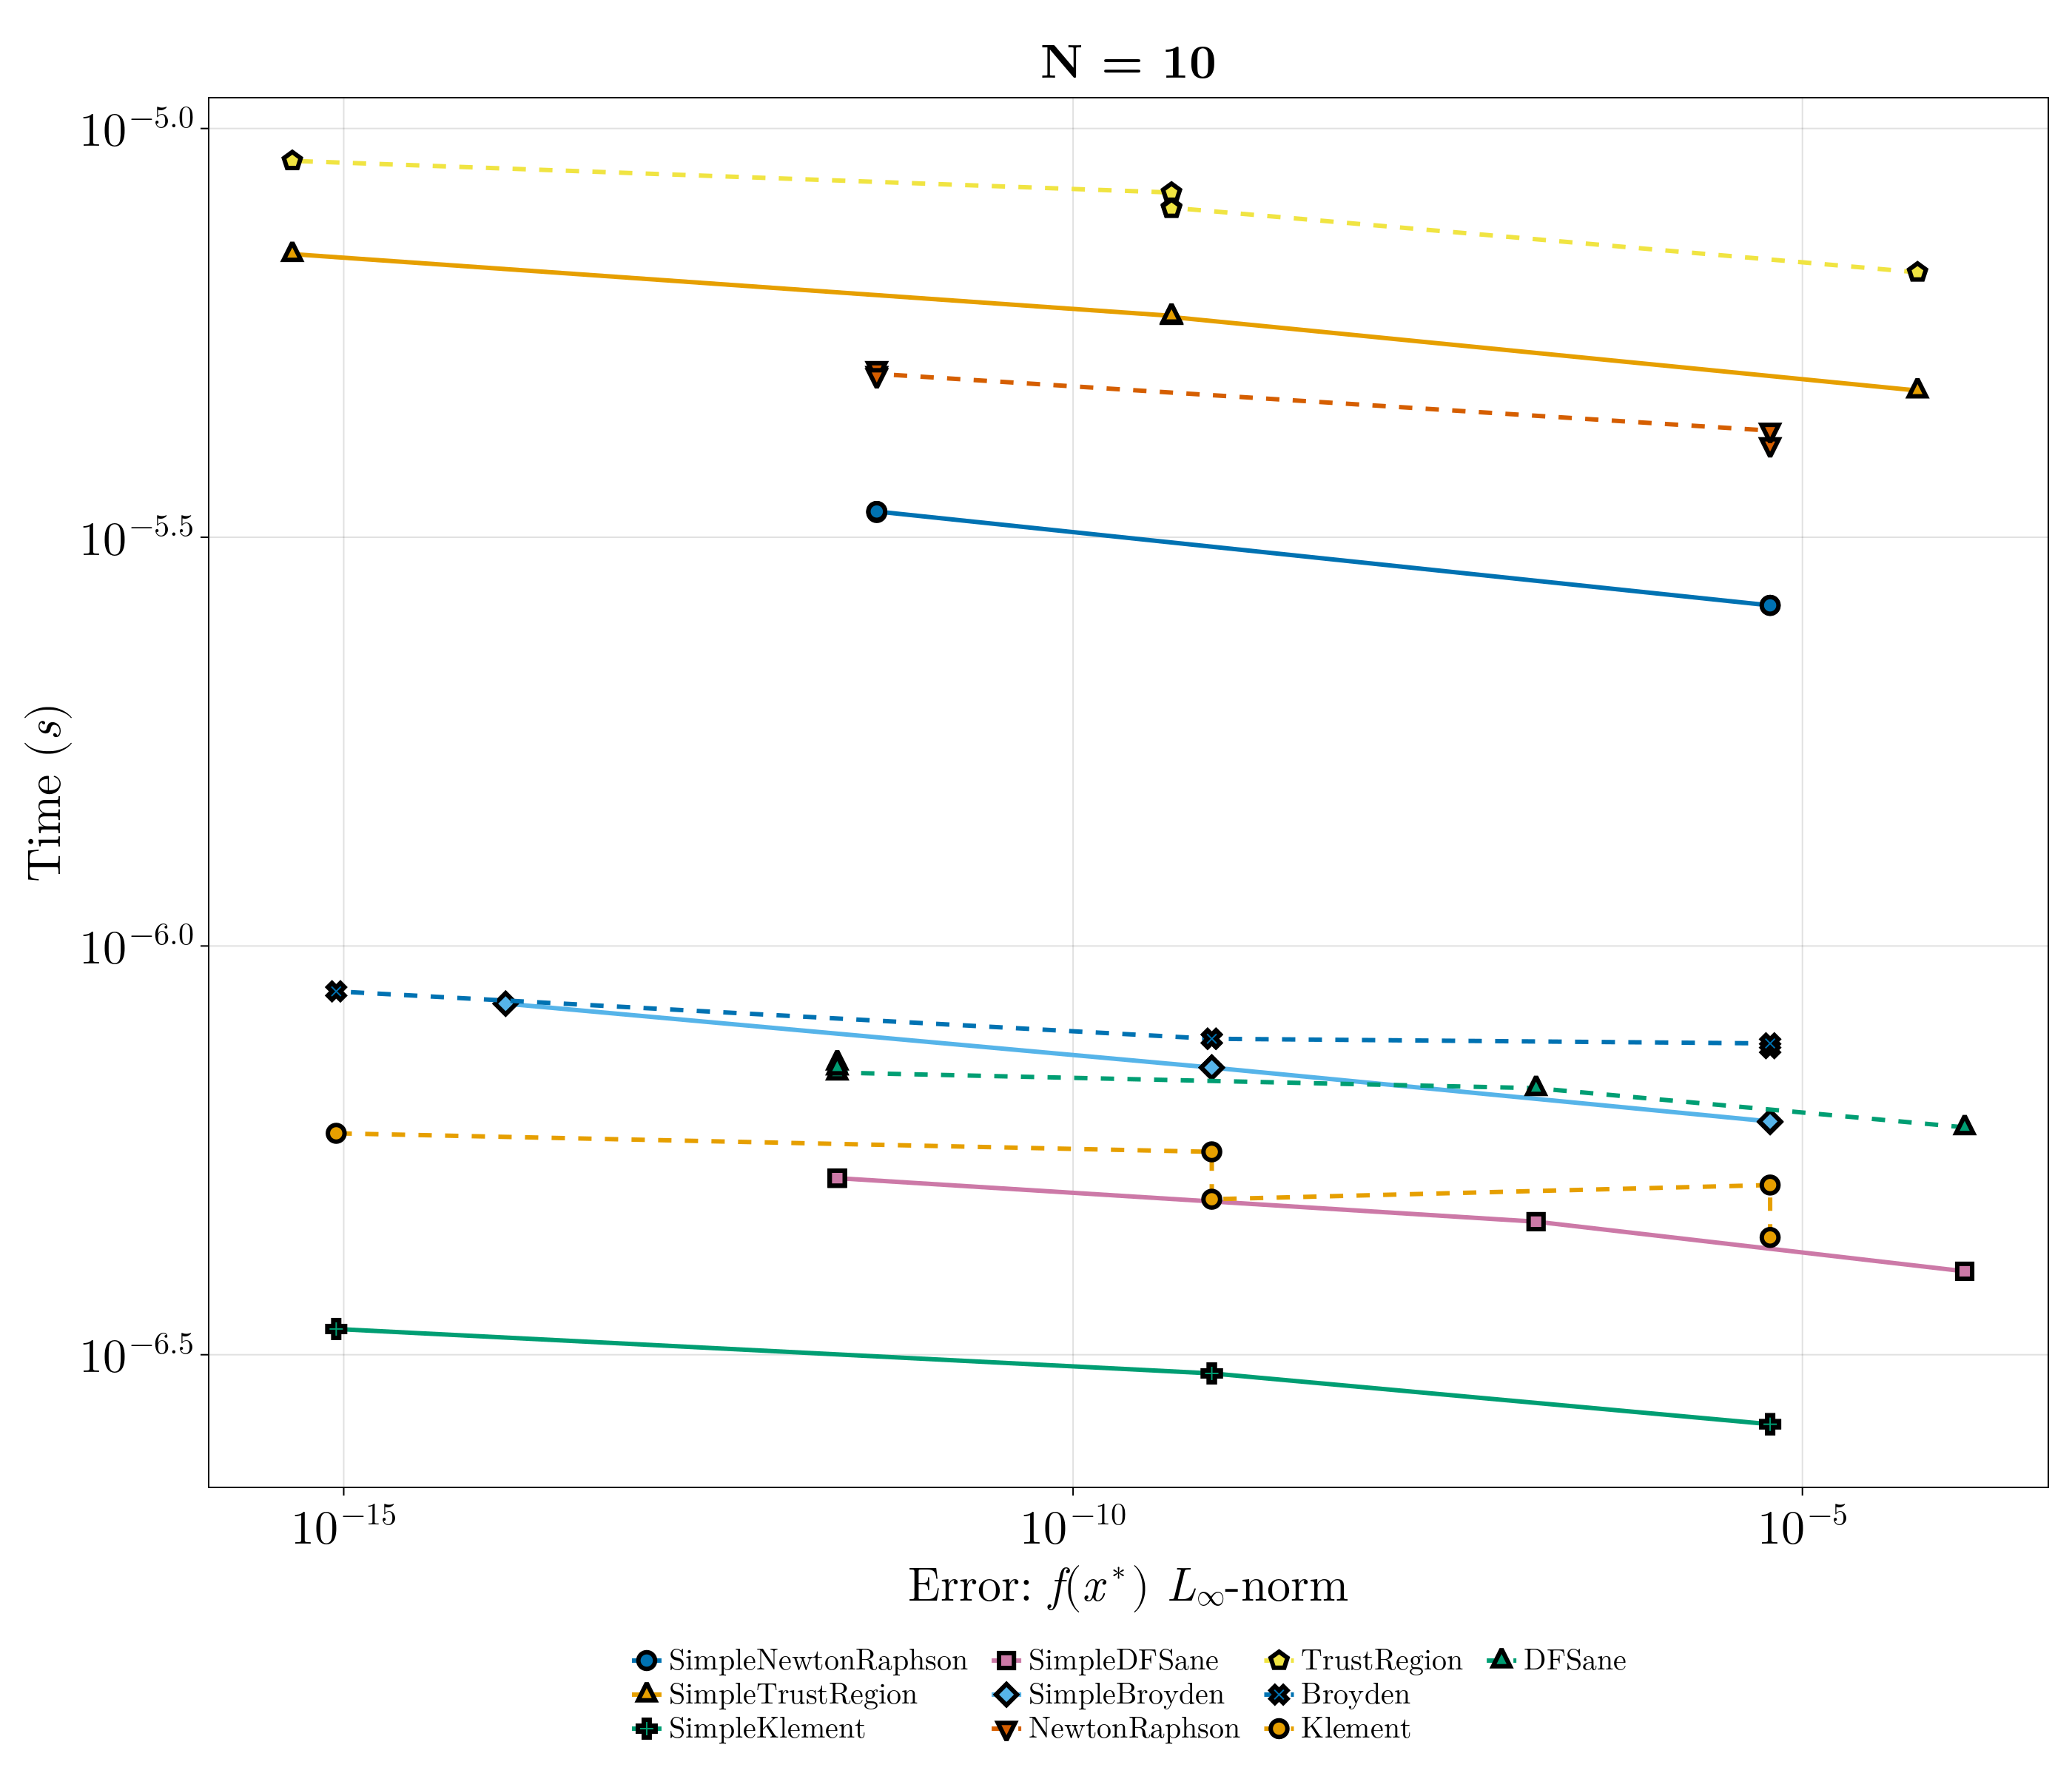 N = 10
10^−5.0
10^−5.5
10^−6.0
10^−6.5
Time (s)
10^−15 10^−10 10^−5
Error: f(x*) L∞-norm
SimpleNewtonRaphson SimpleDFSane TrustRegion DFSane
SimpleTrustRegion SimpleBroyden Broyden
SimpleKlement NewtonRaphson Klement